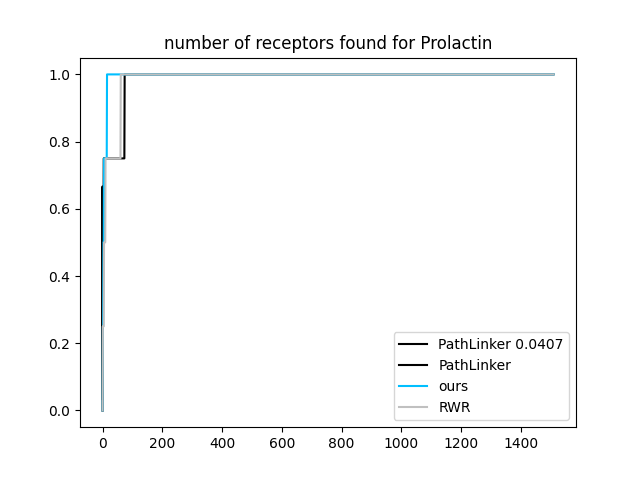 number of receptors found for Prolactin
1.0
0.8
0.6
0.4
0.2
0.0
PathLinker 0.0407
PathLinker
ours
RWR
0 200 400 600 800 1000 1200 1400